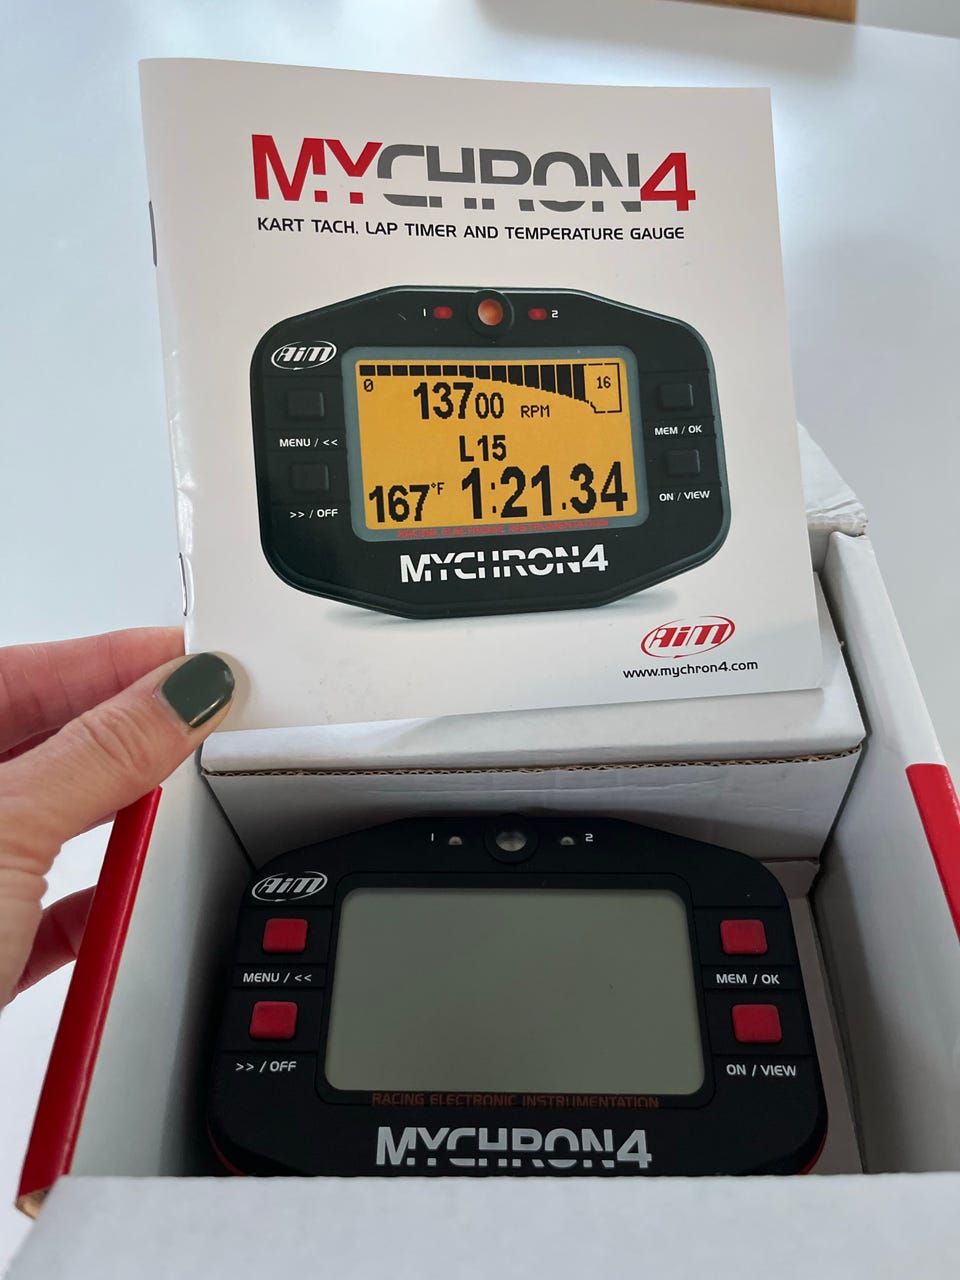 MYCHRON4
KART TACH. LAP TIMER AND TEMPERATURE GAUGE
1 2
AiM
0 16
13700 RPM
MENU / <<
MEM / OK
L15
167°F 1:21.34
>> / OFF
ON / VIEW
RACING ELECTRONIC INSTRUMENTATION
MYCHRON4
AiM
www.mychron4.com
1 2
AiM
MENU / <<
MEM / OK
>> / OFF
ON / VIEW
RACING ELECTRONIC INSTRUMENTATION
MYCHRON4